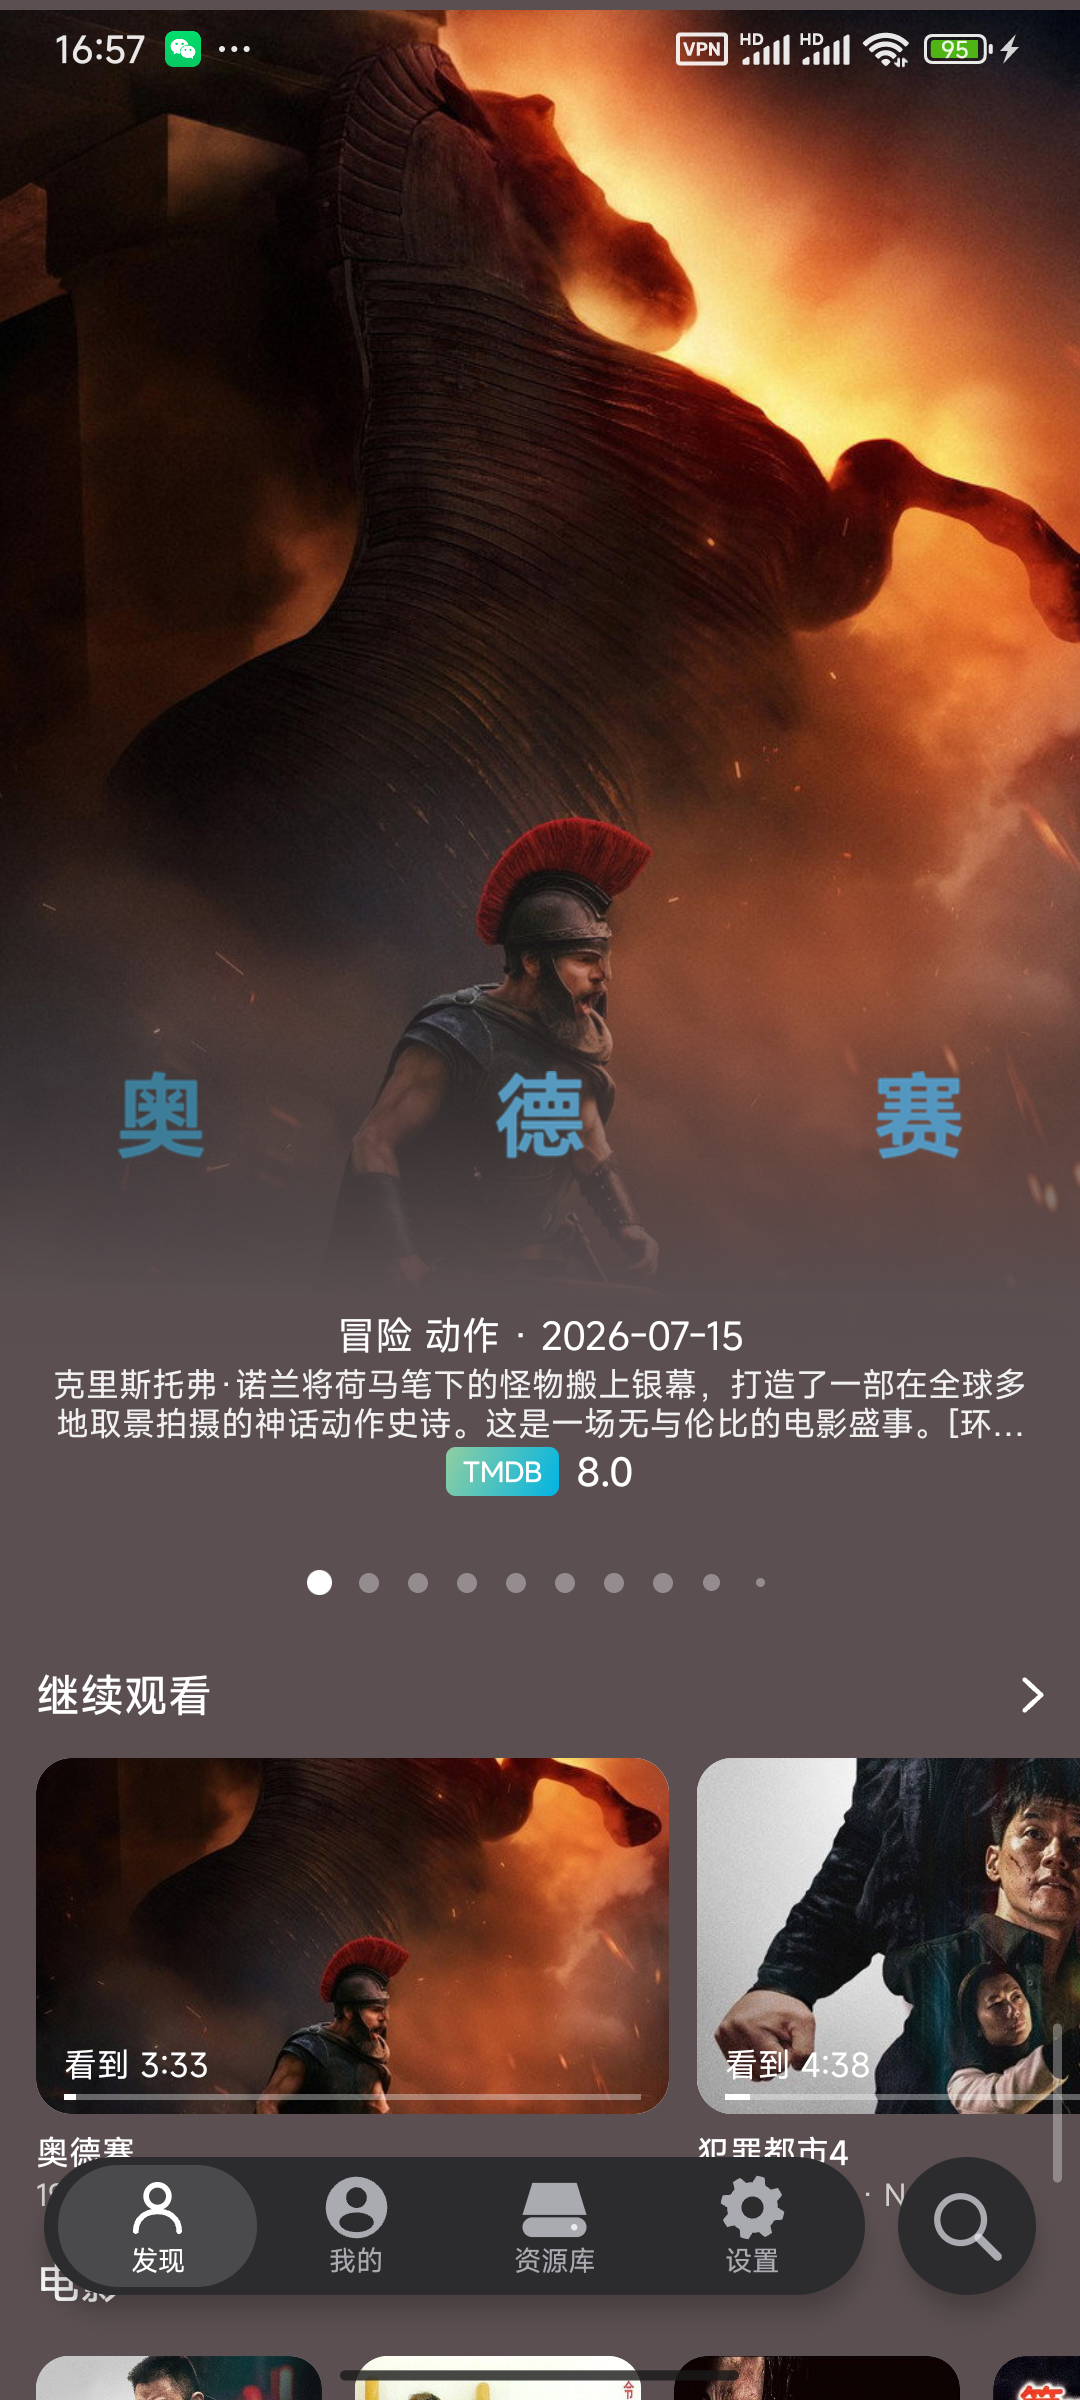 16:57
VPN HD HD 95
奥 德 赛
冒险 动作 · 2026-07-15
克里斯托弗·诺兰将荷马笔下的怪物搬上银幕，打造了一部在全球多
地取景拍摄的神话动作史诗。这是一场无与伦比的电影盛事。[环...
TMDB 8.0
继续观看
看到 3:33
看到 4:38
奥德赛
犯罪都市4
· N
发现
我的
资源库
设置
电影